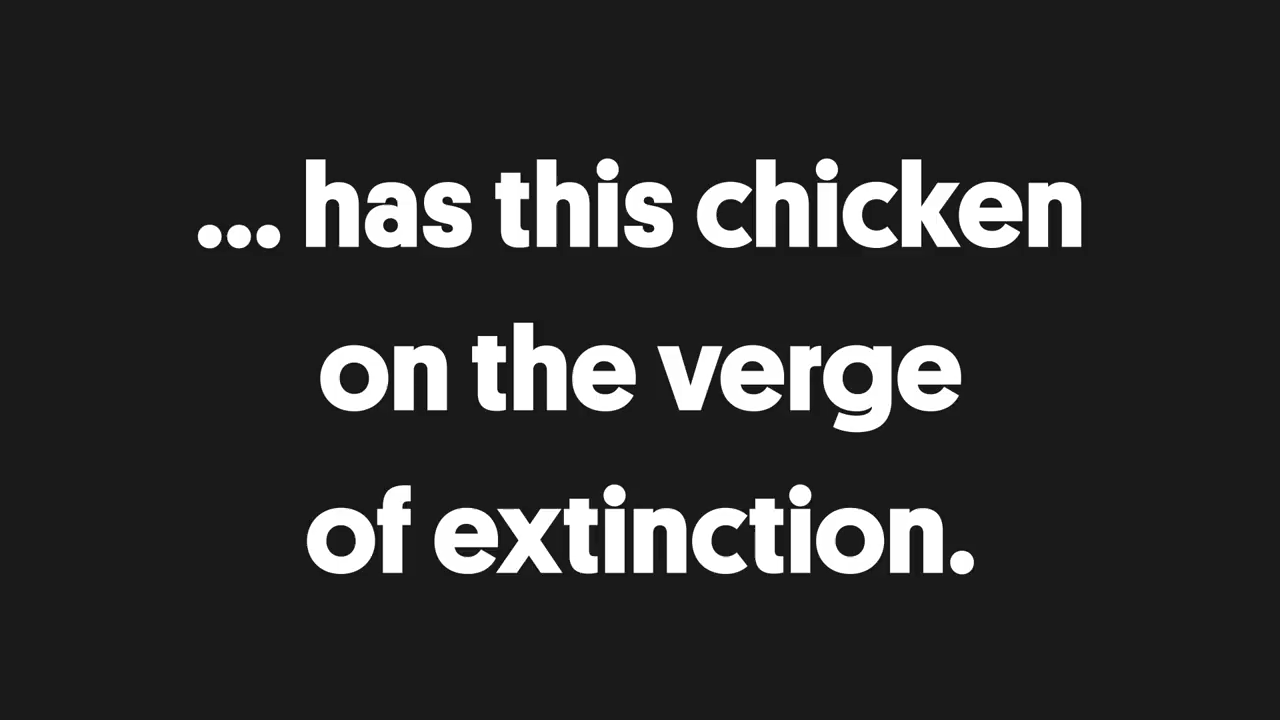 ... has this chicken
on the verge
of extinction.